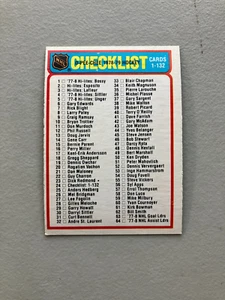 NHL
CHECKLIST
CARDS
1-132
1 '77-8 Hi-lites: Bossy
2 Hi-lites: Esposito
3 Hi-lites: Lafleur
4 '77-8 Hi-lites: Sittler
5 '77-8 Hi-lites: Unger
6 Gary Edwards
7 Rick Blight
8 Larry Patey
9 Craig Ramsay
10 Bryan Trottier
11 Don Murdoch
12 Phil Russell
13 Doug Jarvis
14 Gene Carr
15 Bernie Parent
16 Perry Miller
17 Kent-Erik Andersson
18 Gregg Sheppard
19 Dennis Owchar
20 Rogatien Vachon
21 Dan Maloney
22 Guy Charron
23 Dick Redmond
24 Checklist: 1-132
25 Anders Hedberg
26 Mel Bridgman
27 Lee Fogolin
28 Gilles Meloche
29 Garry Howatt
30 Darryl Sittler
31 Curt Bennett
32 Andre St. Laurent
33 Blair Chapman
34 Keith Magnuson
35 Pierre Larouche
36 Michel Plasse
37 Gary Sargent
38 Mike Walton
39 Robert Picard
40 Terry O'Reilly
41 Dave Farrish
42 Gary McAdam
43 Joe Watson
44 Yves Belanger
45 Steve Jensen
46 Bob Stewart
47 Darcy Rota
48 Dennis Hextall
49 Bert Marshall
50 Ken Dryden
51 Peter Mahovlich
52 Dennis Ververgaert
53 Inge Hammarstrom
54 Doug Favell
55 Steve Vickers
56 Syl Apps
57 Errol Thompson
58 Don Luce
59 Mike Milbury
60 Yvan Cournoyer
61 Kirk Bowman
62 Billy Smith
63 '77-8 NHL Goal Ldrs
64 '77-8 NHL Assist Ldrs